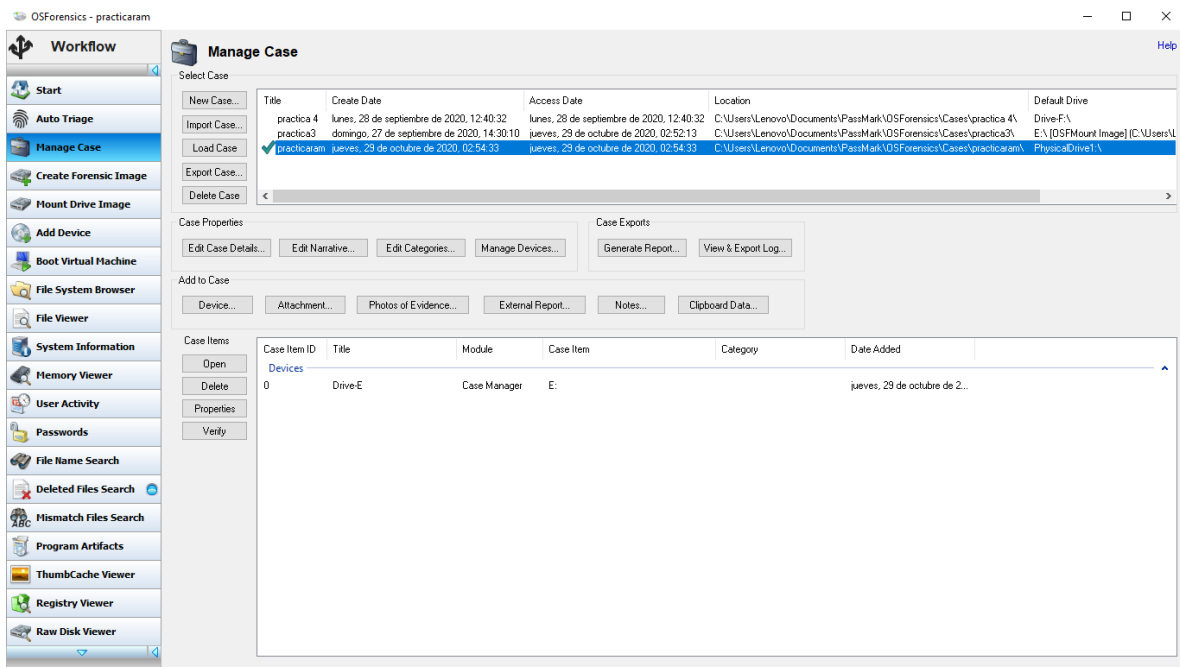 OSForensics - practicaram
Workflow
Start
Auto Triage
Manage Case
Create Forensic Image
Mount Drive Image
Add Device
Boot Virtual Machine
File System Browser
File Viewer
System Information
Memory Viewer
User Activity
Passwords
File Name Search
Deleted Files Search
Mismatch Files Search
ABC
Program Artifacts
ThumbCache Viewer
Registry Viewer
Raw Disk Viewer
Manage Case
Help
Select Case
New Case...
Import Case...
Load Case
Export Case...
Delete Case
Title Create Date Access Date Location Default Drive
practica 4 lunes, 28 de septiembre de 2020, 12:40:32 lunes, 28 de septiembre de 2020, 12:40:32 C:\Users\Lenovo\Documents\PassMark\OSForensics\Cases\practica 4\ Drive-F:\
practica3 domingo, 27 de septiembre de 2020, 14:30:10 jueves, 29 de octubre de 2020, 02:52:13 C:\Users\Lenovo\Documents\PassMark\OSForensics\Cases\practica3\ E:\ [OSFMount Image] (C:\Users\L
practicaram jueves, 29 de octubre de 2020, 02:54:33 jueves, 29 de octubre de 2020, 02:54:33 C:\Users\Lenovo\Documents\PassMark\OSForensics\Cases\practicaram\ PhysicalDrive1:\
Case Properties
Edit Case Details... Edit Narrative... Edit Categories... Manage Devices...
Case Exports
Generate Report... View & Export Log...
Add to Case
Device... Attachment... Photos of Evidence... External Report... Notes... Clipboard Data...
Case Items
Open
Delete
Properties
Verify
Case Item ID Title Module Case Item Category Date Added
Devices
0 Drive-E Case Manager E: jueves, 29 de octubre de 2...